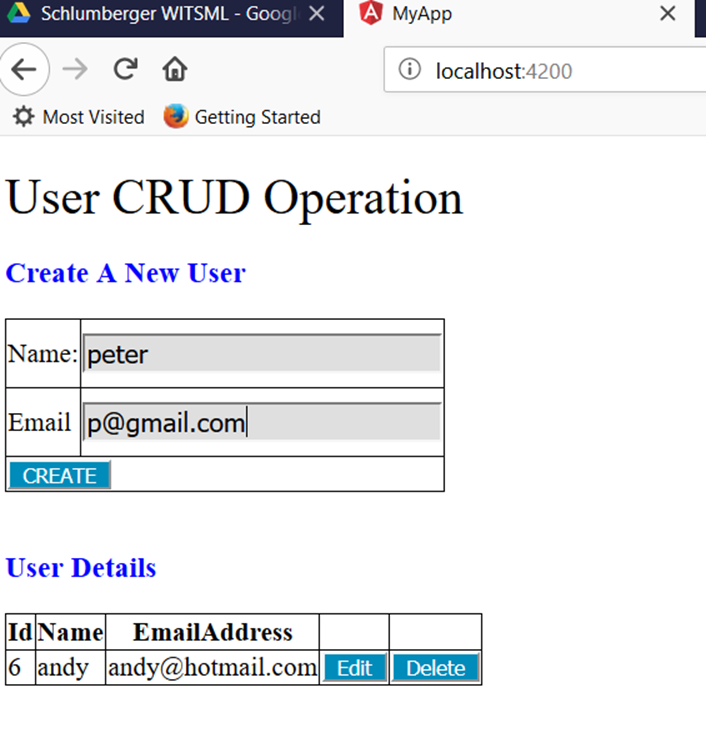 Schlumberger WITSML - Googl
MyApp
localhost:4200
Most Visited Getting Started
User CRUD Operation
Create A New User
Name: peter
Email p@gmail.com
CREATE
User Details
Id Name EmailAddress
6 andy andy@hotmail.com Edit Delete